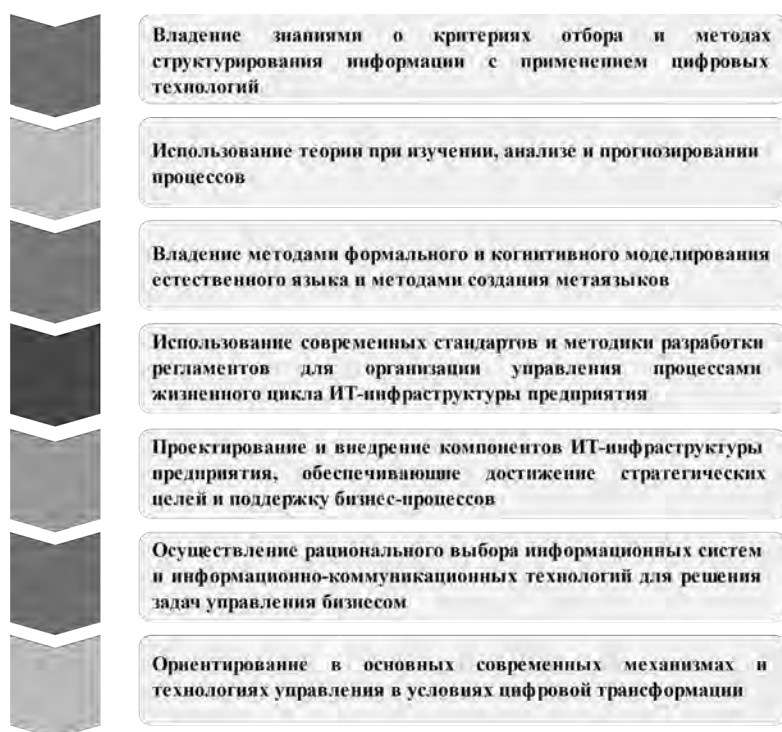 Владение знаниями о критериях отбора и методах
структурирования информации с применением цифровых
технологий
Использование теории при изучении, анализе и прогнозировании
процессов
Владение методами формального и когнитивного моделирования
естественного языка и методами создания метаязыков
Использование современных стандартов и методики разработки
регламентов для организации управления процессами
жизненного цикла ИТ-инфраструктуры предприятия
Проектирование и внедрение компонентов ИТ-инфраструктуры
предприятия, обеспечивающие достижение стратегических
целей и поддержку бизнес-процессов
Осуществление рационального выбора информационных систем
и информационно-коммуникационных технологий для решения
задач управления бизнесом
Ориентирование в основных современных механизмах и
технологиях управления в условиях цифровой трансформации